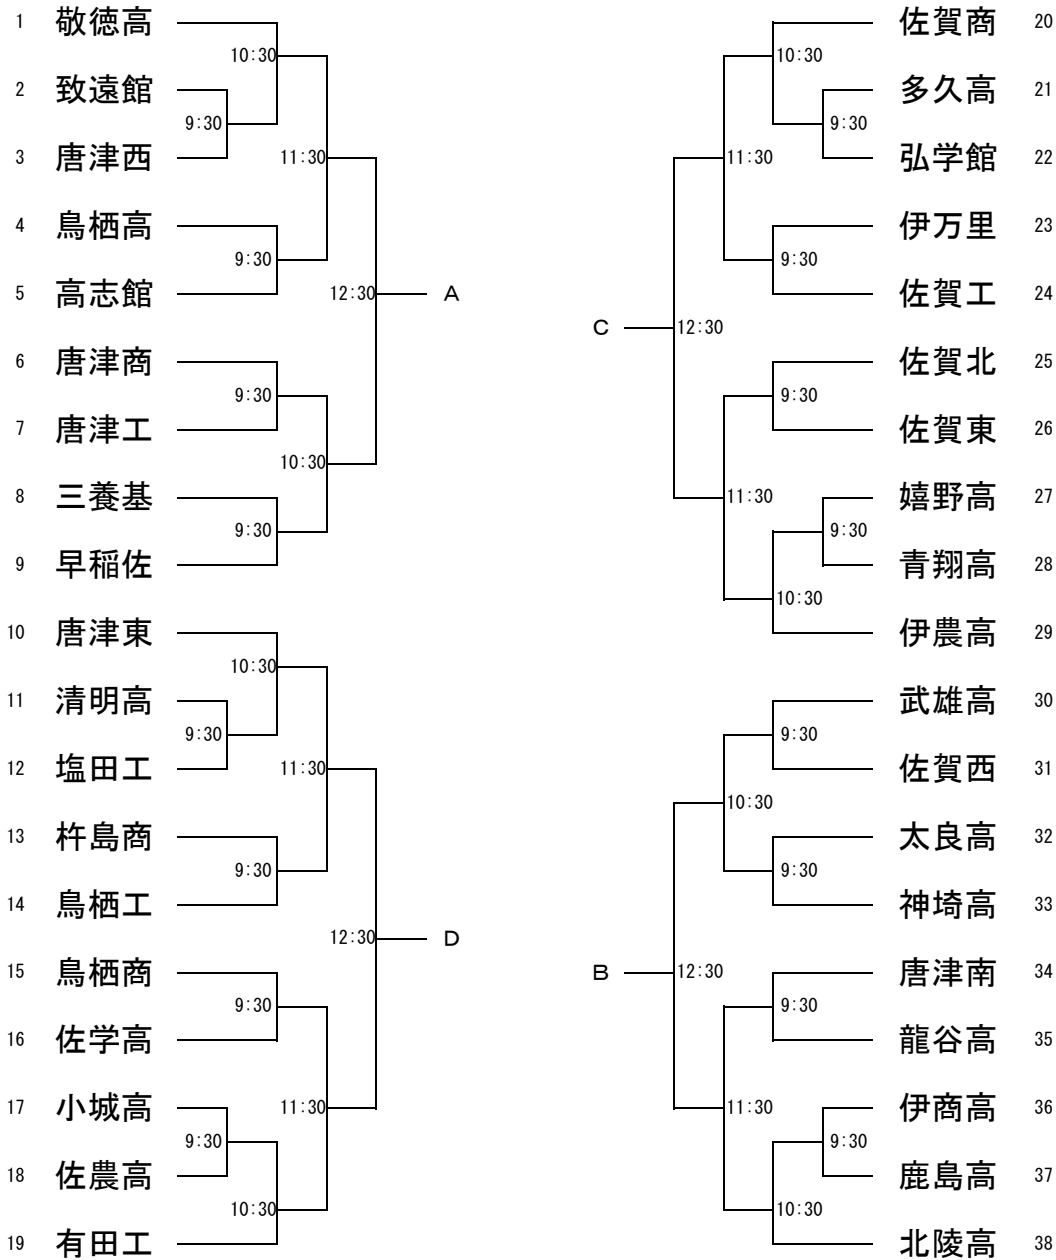 1 敬徳高
10:30
2 致遠館
9:30
3 唐津西
11:30
4 鳥栖高
9:30
5 高志館
12:30 A
6 唐津商
9:30
7 唐津工
10:30
8 三養基
9:30
9 早稲佐
10 唐津東
10:30
11 清明高
9:30
12 塩田工
11:30
13 杵島商
9:30
14 鳥栖工
12:30 D
15 鳥栖商
9:30
16 佐学高
17 小城高
11:30
9:30
18 佐農高
10:30
19 有田工
佐賀商 20
10:30
多久高 21
9:30
弘学館 22
11:30
伊万里 23
9:30
佐賀工 24
C 12:30
佐賀北 25
9:30
佐賀東 26
嬉野高 27
11:30
9:30
青翔高 28
10:30
伊農高 29
武雄高 30
9:30
佐賀西 31
10:30
太良高 32
9:30
神埼高 33
B 12:30
唐津南 34
9:30
龍谷高 35
伊商高 36
11:30
9:30
鹿島高 37
10:30
北陵高 38